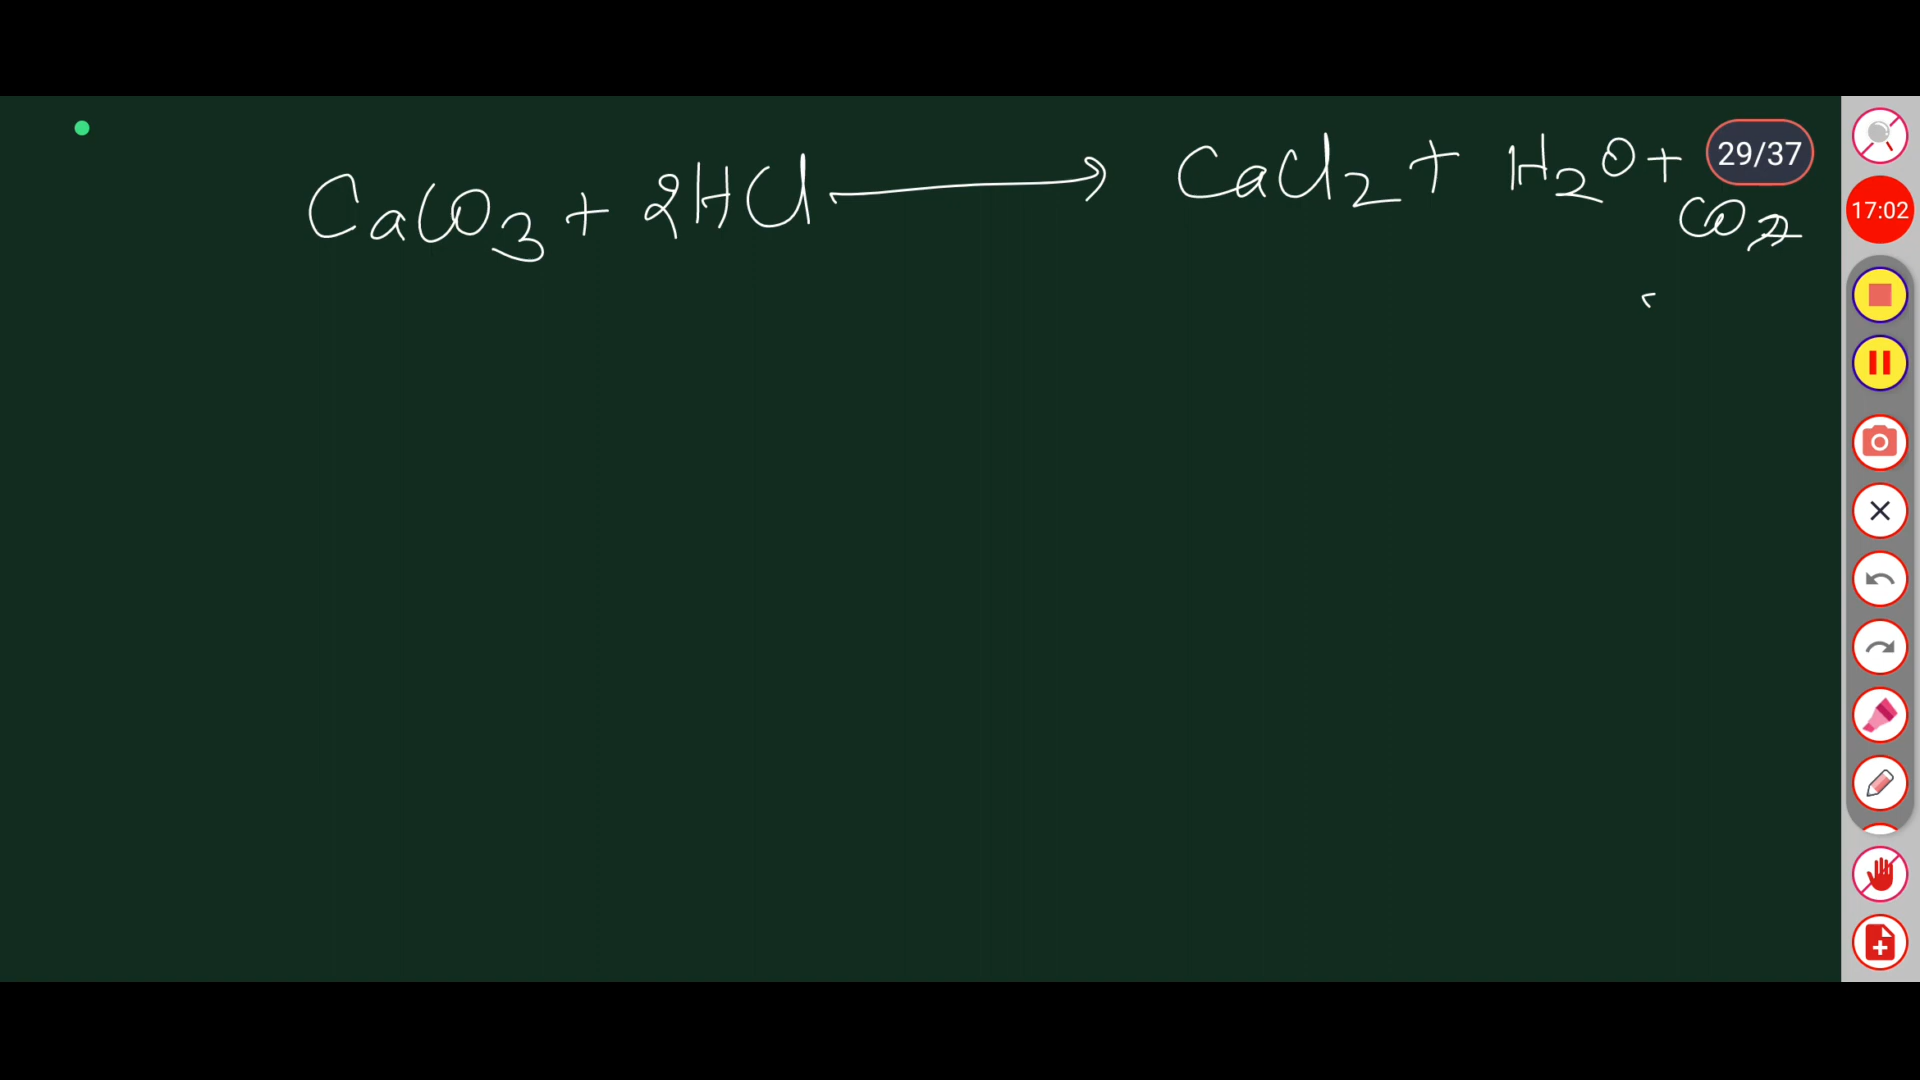 CaCO3 + 2HCl ⟶ CaCl2 + H2O +
CO2
29/37
17:02